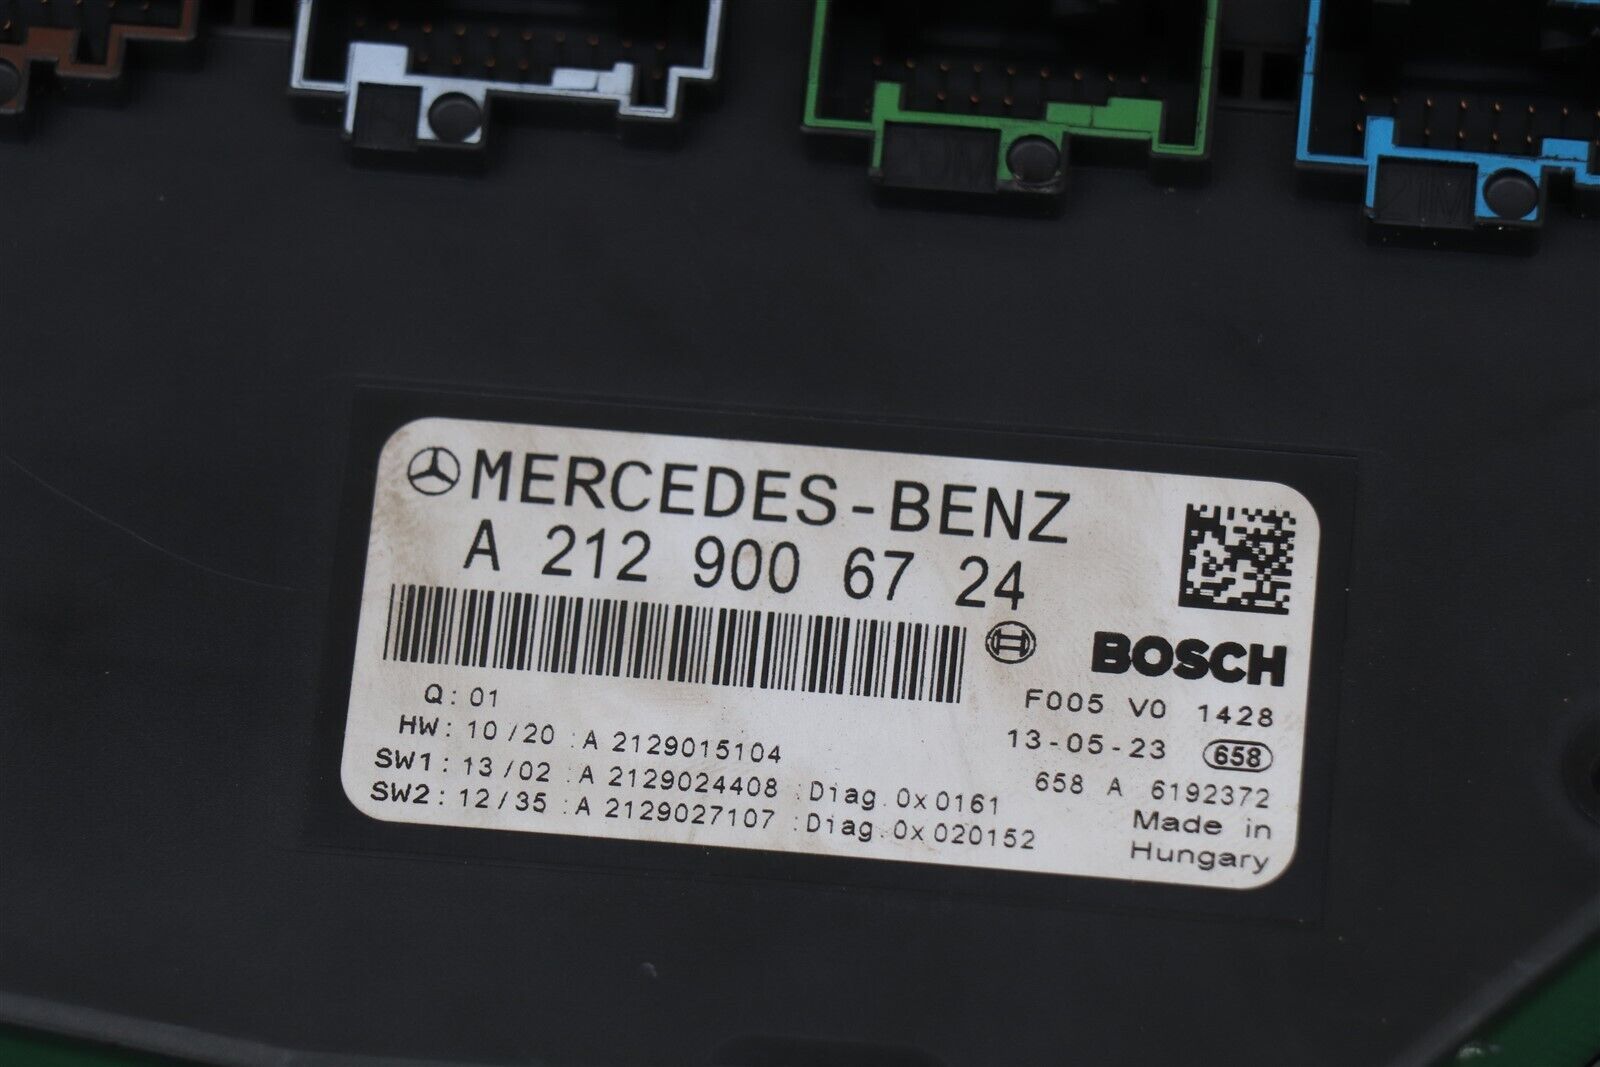 21M
MERCEDES-BENZ
A 212 900 67 24
BOSCH
Q: 01
F005 V0 1428
HW: 10/20 :A 2129015104
13-05-23 658
SW1: 13/02 :A 2129024408 :Diag.0x0161
658 A 6192372
SW2: 12/35 :A 2129027107 :Diag.0x020152
Made in
Hungary